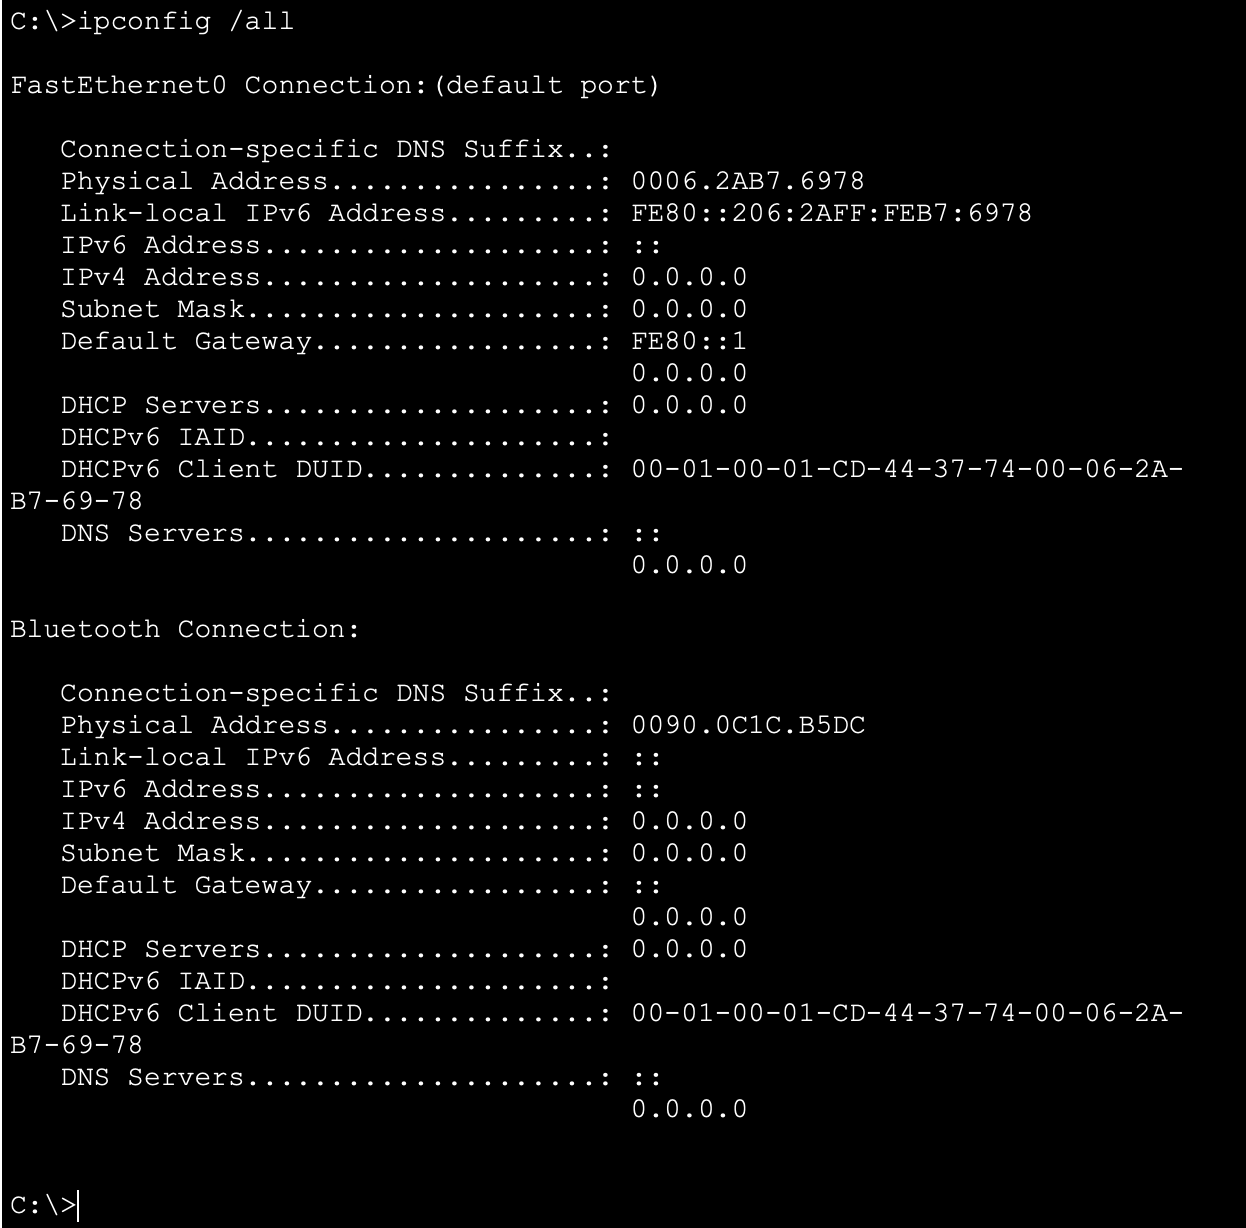 C:\>ipconfig /all
FastEthernet0 Connection:(default port)
Connection-specific DNS Suffix..:
Physical Address................: 0006.2AB7.6978
Link-local IPv6 Address.........: FE80::206:2AFF:FEB7:6978
IPv6 Address....................: ::
IPv4 Address....................: 0.0.0.0
Subnet Mask.....................: 0.0.0.0
Default Gateway.................: FE80::1
0.0.0.0
DHCP Servers....................: 0.0.0.0
DHCPv6 IAID.....................:
DHCPv6 Client DUID..............: 00-01-00-01-CD-44-37-74-00-06-2A-
B7-69-78
DNS Servers.....................: ::
0.0.0.0
Bluetooth Connection:
Connection-specific DNS Suffix..:
Physical Address................: 0090.0C1C.B5DC
Link-local IPv6 Address.........: ::
IPv6 Address....................: ::
IPv4 Address....................: 0.0.0.0
Subnet Mask.....................: 0.0.0.0
Default Gateway.................: ::
0.0.0.0
DHCP Servers....................: 0.0.0.0
DHCPv6 IAID.....................:
DHCPv6 Client DUID..............: 00-01-00-01-CD-44-37-74-00-06-2A-
B7-69-78
DNS Servers.....................: ::
0.0.0.0
C:\>